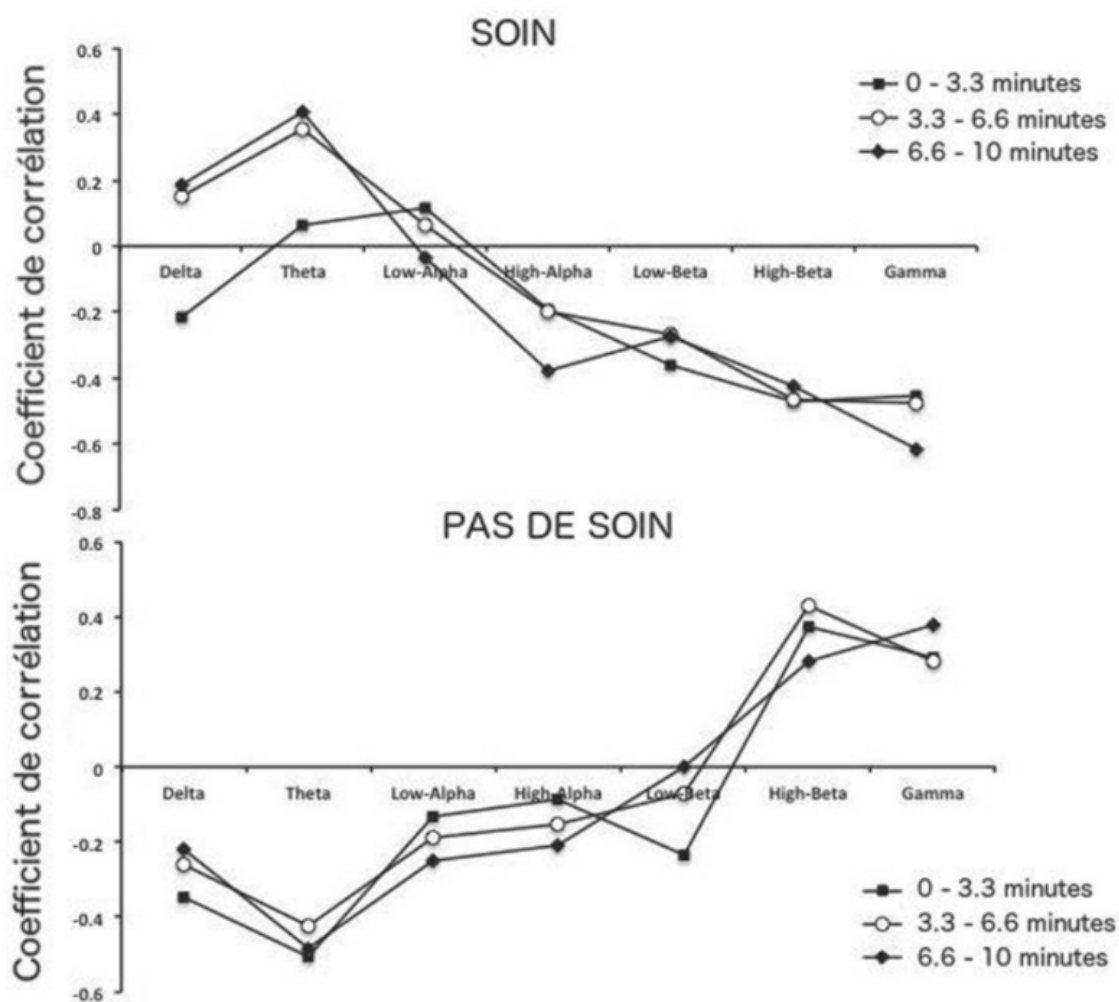 SOIN
Coefficient de corrélation
0.6
0.4
0.2
0
-0.2
-0.4
-0.6
-0.8
0 - 3.3 minutes
3.3 - 6.6 minutes
6.6 - 10 minutes
Delta Theta Low-Alpha High-Alpha Low-Beta High-Beta Gamma
PAS DE SOIN
Coefficient de corrélation
0.6
0.4
0.2
0
-0.2
-0.4
-0.6
Delta Theta Low-Alpha High-Alpha Low-Beta High-Beta Gamma
0 - 3.3 minutes
3.3 - 6.6 minutes
6.6 - 10 minutes